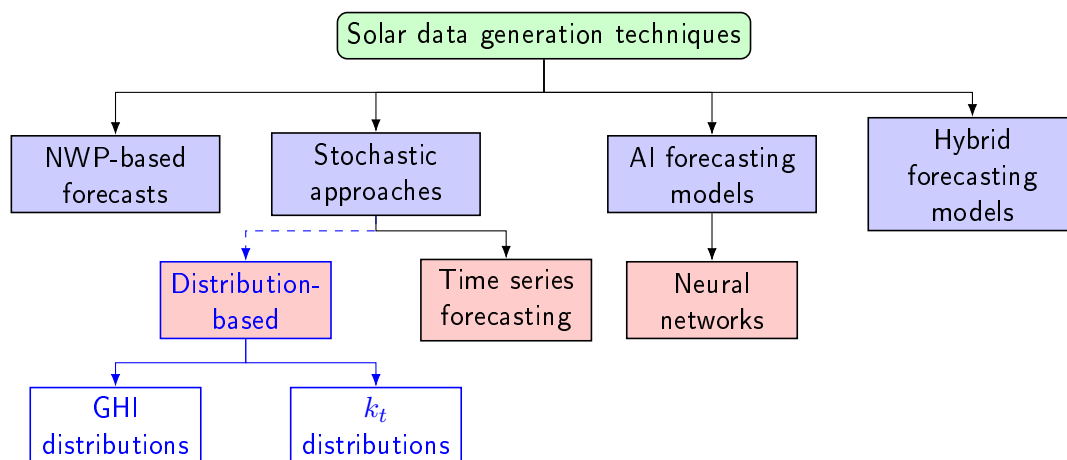 Solar data generation techniques
NWP-based
forecasts
Stochastic
approaches
AI forecasting
models
Hybrid
forecasting
models
Distribution-
based
Time series
forecasting
Neural
networks
GHI
distributions
k_t
distributions